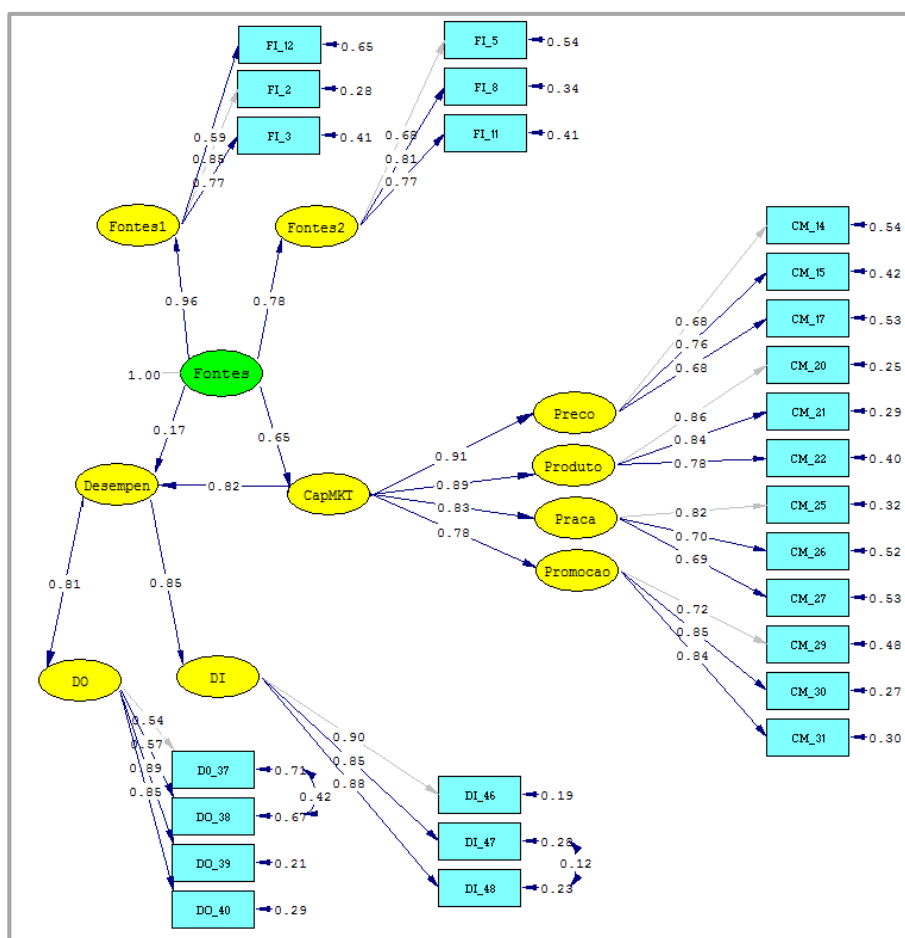 FI_12
0.65
FI_2
0.28
FI_3
0.41
FI_5
0.54
FI_8
0.34
FI_11
0.41
0.59
0.85
0.77
0.68
0.81
0.77
Fontes1
Fontes2
0.96
0.78
1.00
Fontes
0.17
0.65
Desempen
0.82
CapMKT
0.91
0.89
0.83
0.78
Preco
Produto
Praca
Promocao
0.68
0.76
0.68
0.86
0.84
0.78
0.82
0.70
0.69
0.72
0.85
0.84
CM_14
0.54
CM_15
0.42
CM_17
0.53
CM_20
0.25
CM_21
0.29
CM_22
0.40
CM_25
0.32
CM_26
0.52
CM_27
0.53
CM_29
0.48
CM_30
0.27
CM_31
0.30
0.81
0.85
DO
DI
0.54
0.57
0.89
0.85
0.90
0.85
0.88
D0_37
0.71
0.42
DO_38
0.67
DO_39
0.21
DO_40
0.29
DI_46
0.19
DI_47
0.28
0.12
DI_48
0.23